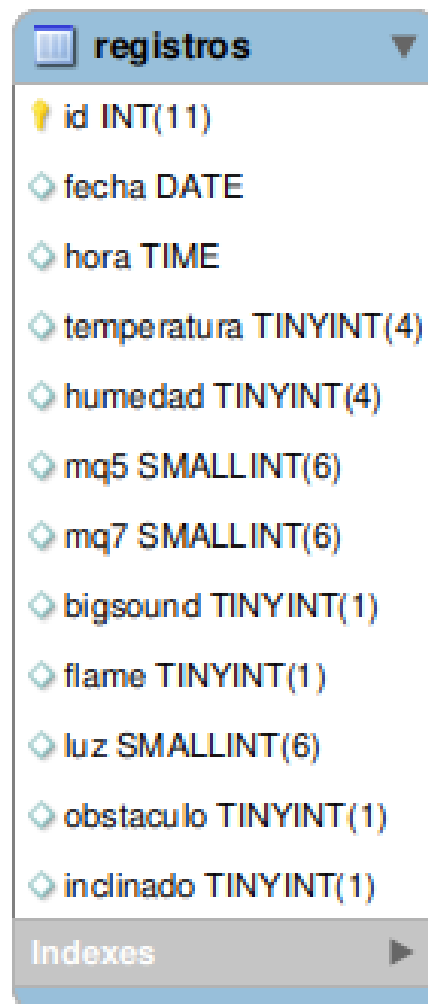 registros
id INT(11)
fecha DATE
hora TIME
temperatura TINYINT(4)
humedad TINYINT(4)
mq5 SMALLINT(6)
mq7 SMALLINT(6)
bigsound TINYINT(1)
flame TINYINT(1)
luz SMALLINT(6)
obstaculo TINYINT(1)
inclinado TINYINT(1)
Indexes